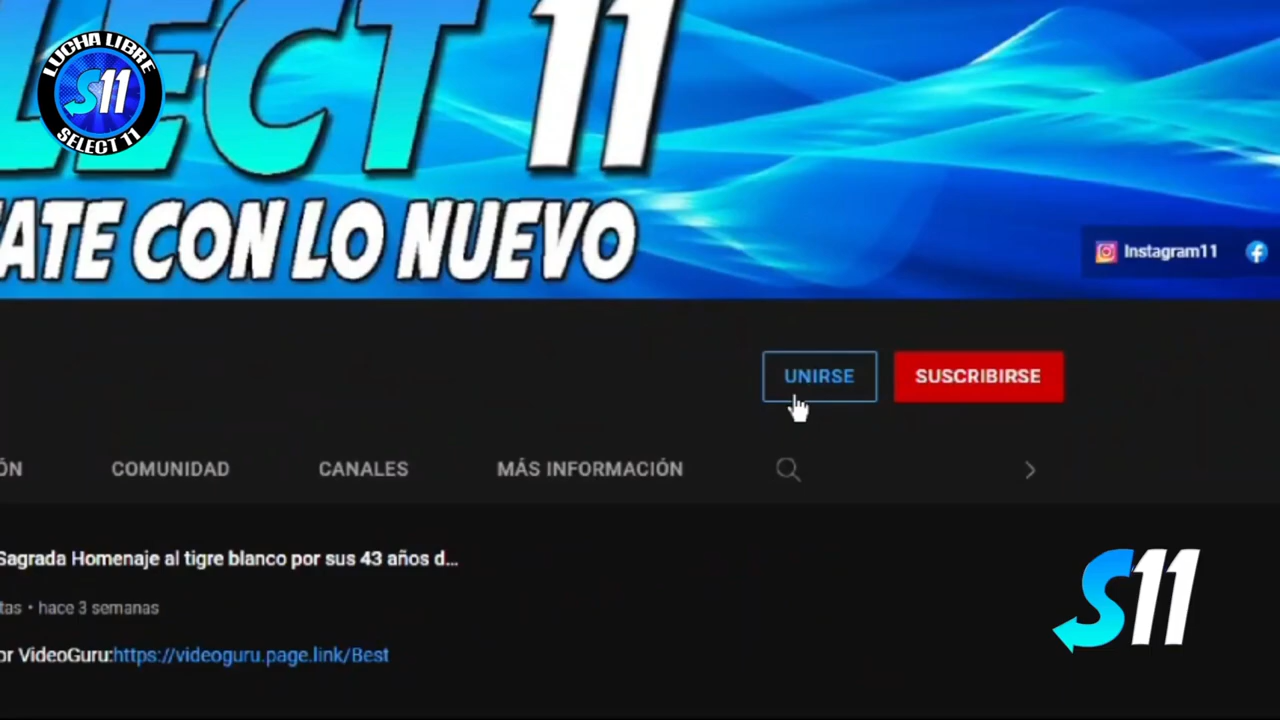 LUCHA LIBRE
S11
SELECT 11
LECT 11
ATE CON LO NUEVO
Instagram11
UNIRSE
SUSCRIBIRSE
ÓN
COMUNIDAD
CANALES
MÁS INFORMACIÓN
Sagrada Homenaje al tigre blanco por sus 43 años d...
tas • hace 3 semanas
or VideoGuru:https://videoguru.page.link/Best
S11